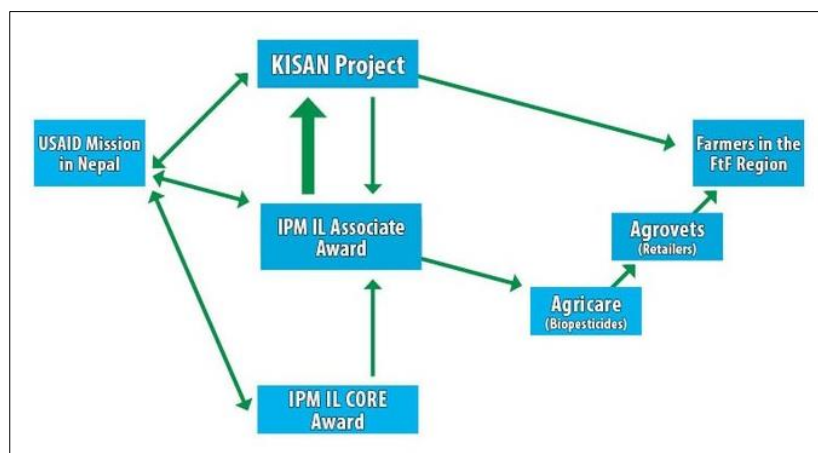 KISAN Project
USAID Mission
in Nepal
Farmers in the
FtF Region
IPM IL Associate
Award
Agrovets
(Retailers)
Agricare
(Biopesticides)
IPM IL CORE
Award